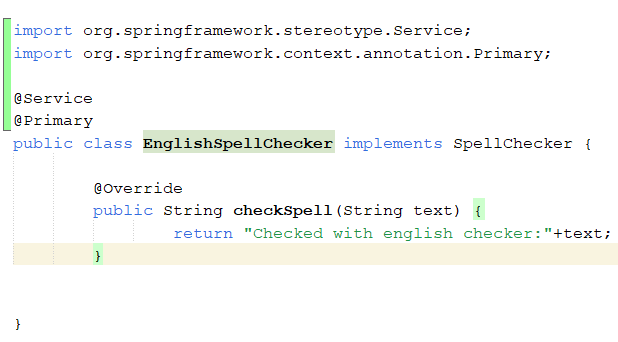 import org.springframework.stereotype.Service;
import org.springframework.context.annotation.Primary;
@Service
@Primary
public class EnglishSpellChecker implements SpellChecker {
@Override
public String checkSpell(String text) {
return "Checked with english checker:"+text;
}
}